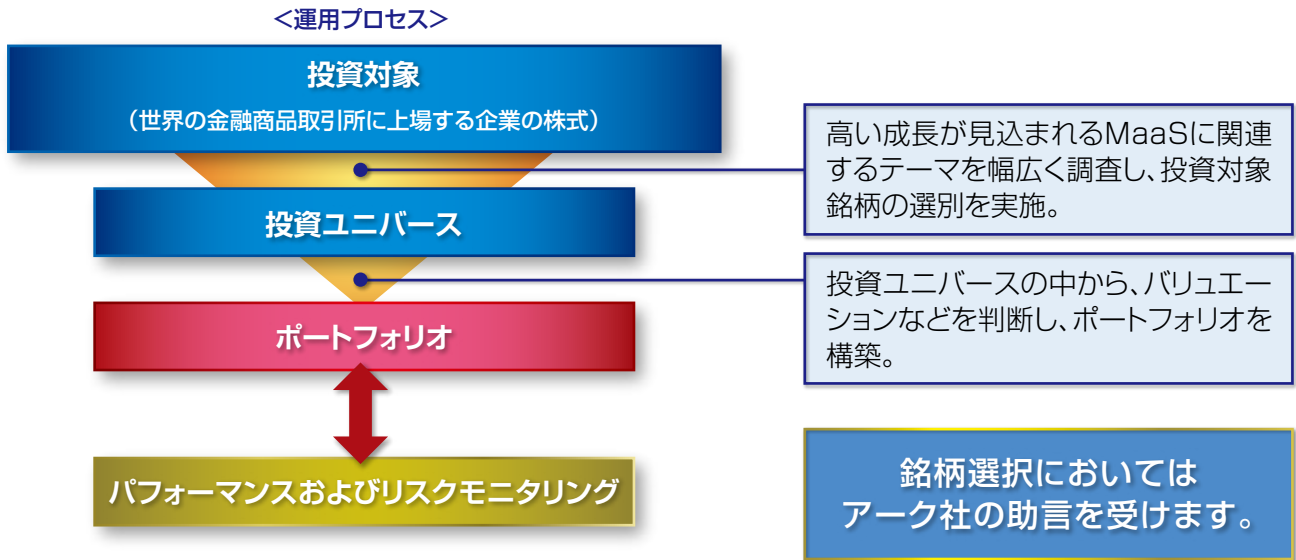 <運用プロセス>
投資対象
（世界の金融商品取引所に上場する企業の株式）
高い成長が見込まれるMaaSに関連
するテーマを幅広く調査し、投資対象
銘柄の選別を実施。
投資ユニバース
投資ユニバースの中から、バリュエー
ションなどを判断し、ポートフォリオを
構築。
ポートフォリオ
パフォーマンスおよびリスクモニタリング
銘柄選択においては
アーク社の助言を受けます。